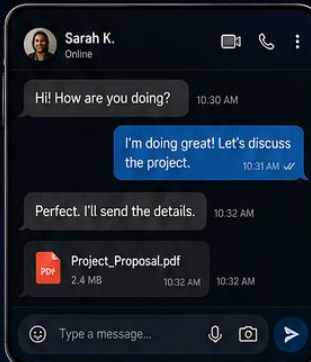 Sarah K.
Online
Hi! How are you doing?
10:30 AM
I'm doing great! Let's discuss
the project.
10:31 AM
Perfect. I'll send the details.
10:32 AM
PDF
Project_Proposal.pdf
2.4 MB
10:32 AM
10:32 AM
Type a message...